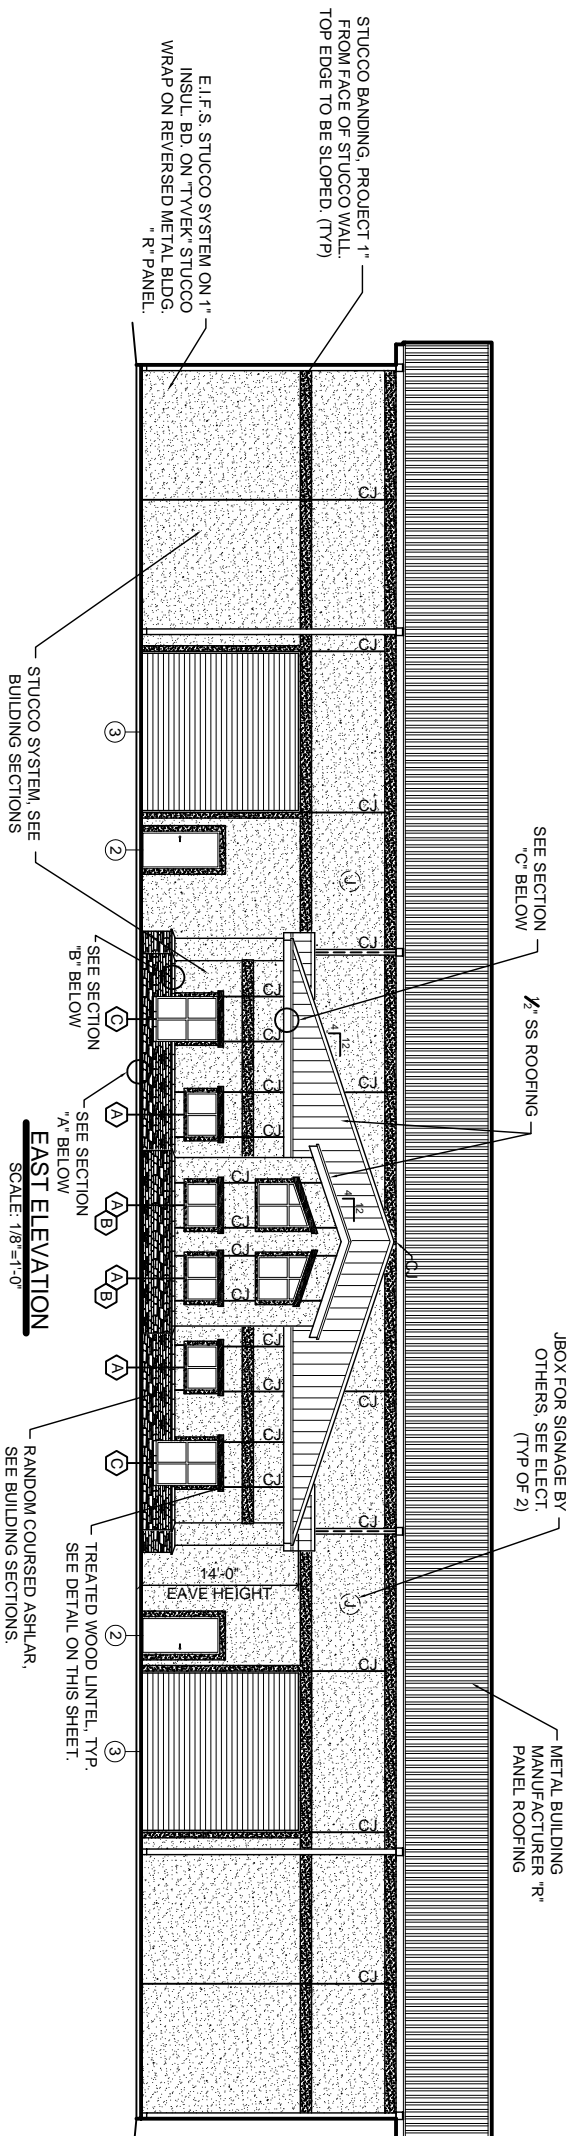 STUCCO BANDING, PROJECT 1"
FROM FACE OF STUCCO WALL.
TOP EDGE TO BE SLOPED. (TYP)
E.I.F.S. STUCCO SYSTEM ON 1"
INSUL. BD. ON "TYVEK" STUCCO
WRAP ON REVERSED METAL BLDG.
" R" PANEL.
SEE SECTION
"C" BELOW
½" SS ROOFING
JBOX FOR SIGNAGE BY
OTHERS, SEE ELECT.
(TYP OF 2)
METAL BUILDING
MANUFACTURER "R"
PANEL ROOFING
CJ
CJ
CJ
CJ
CJ
CJ
CJ
CJ
CJ
CJ
CJ
J
J
12
4
12
4
CJ
CJ
CJ
CJ
CJ
CJ
CJ
CJ
CJ
CJ
CJ
CJ
14'-0"
EAVE HEIGHT
3
2
C
A
A
B
A
B
A
C
2
3
STUCCO SYSTEM, SEE
BUILDING SECTIONS
SEE SECTION
"B" BELOW
SEE SECTION
"A" BELOW
TREATED WOOD LINTEL, TYP.
SEE DETAIL ON THIS SHEET.
RANDOM COURSED ASHLAR,
SEE BUILDING SECTIONS.
EAST ELEVATION
SCALE: 1/8"=1'-0"